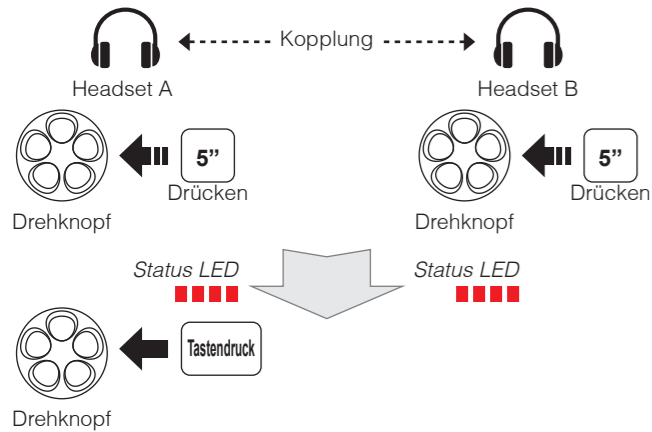 Kopplung
Headset A
Headset B
5”
Drücken
5”
Drücken
Drehknopf
Drehknopf
Status LED
Status LED
Tastendruck
Drehknopf